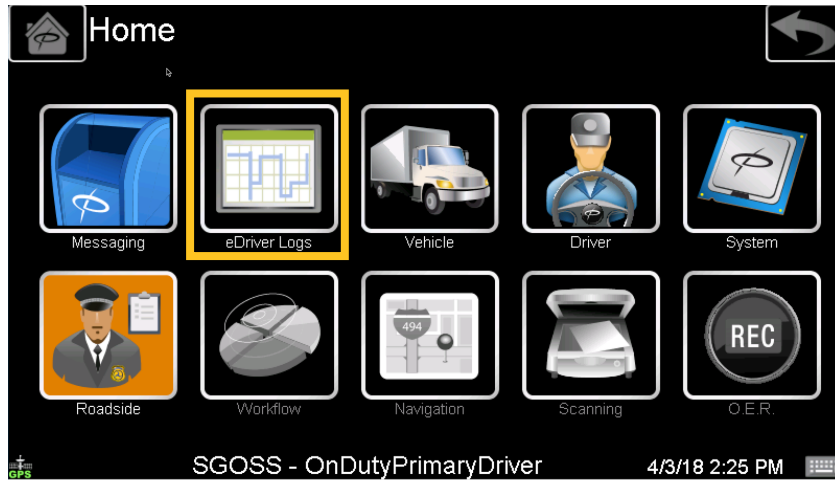 Home
Messaging eDriver Logs Vehicle Driver System
494 REC
Roadside Workflow Navigation Scanning O.E.R.
GPS SGOSS - OnDutyPrimaryDriver 4/3/18 2:25 PM